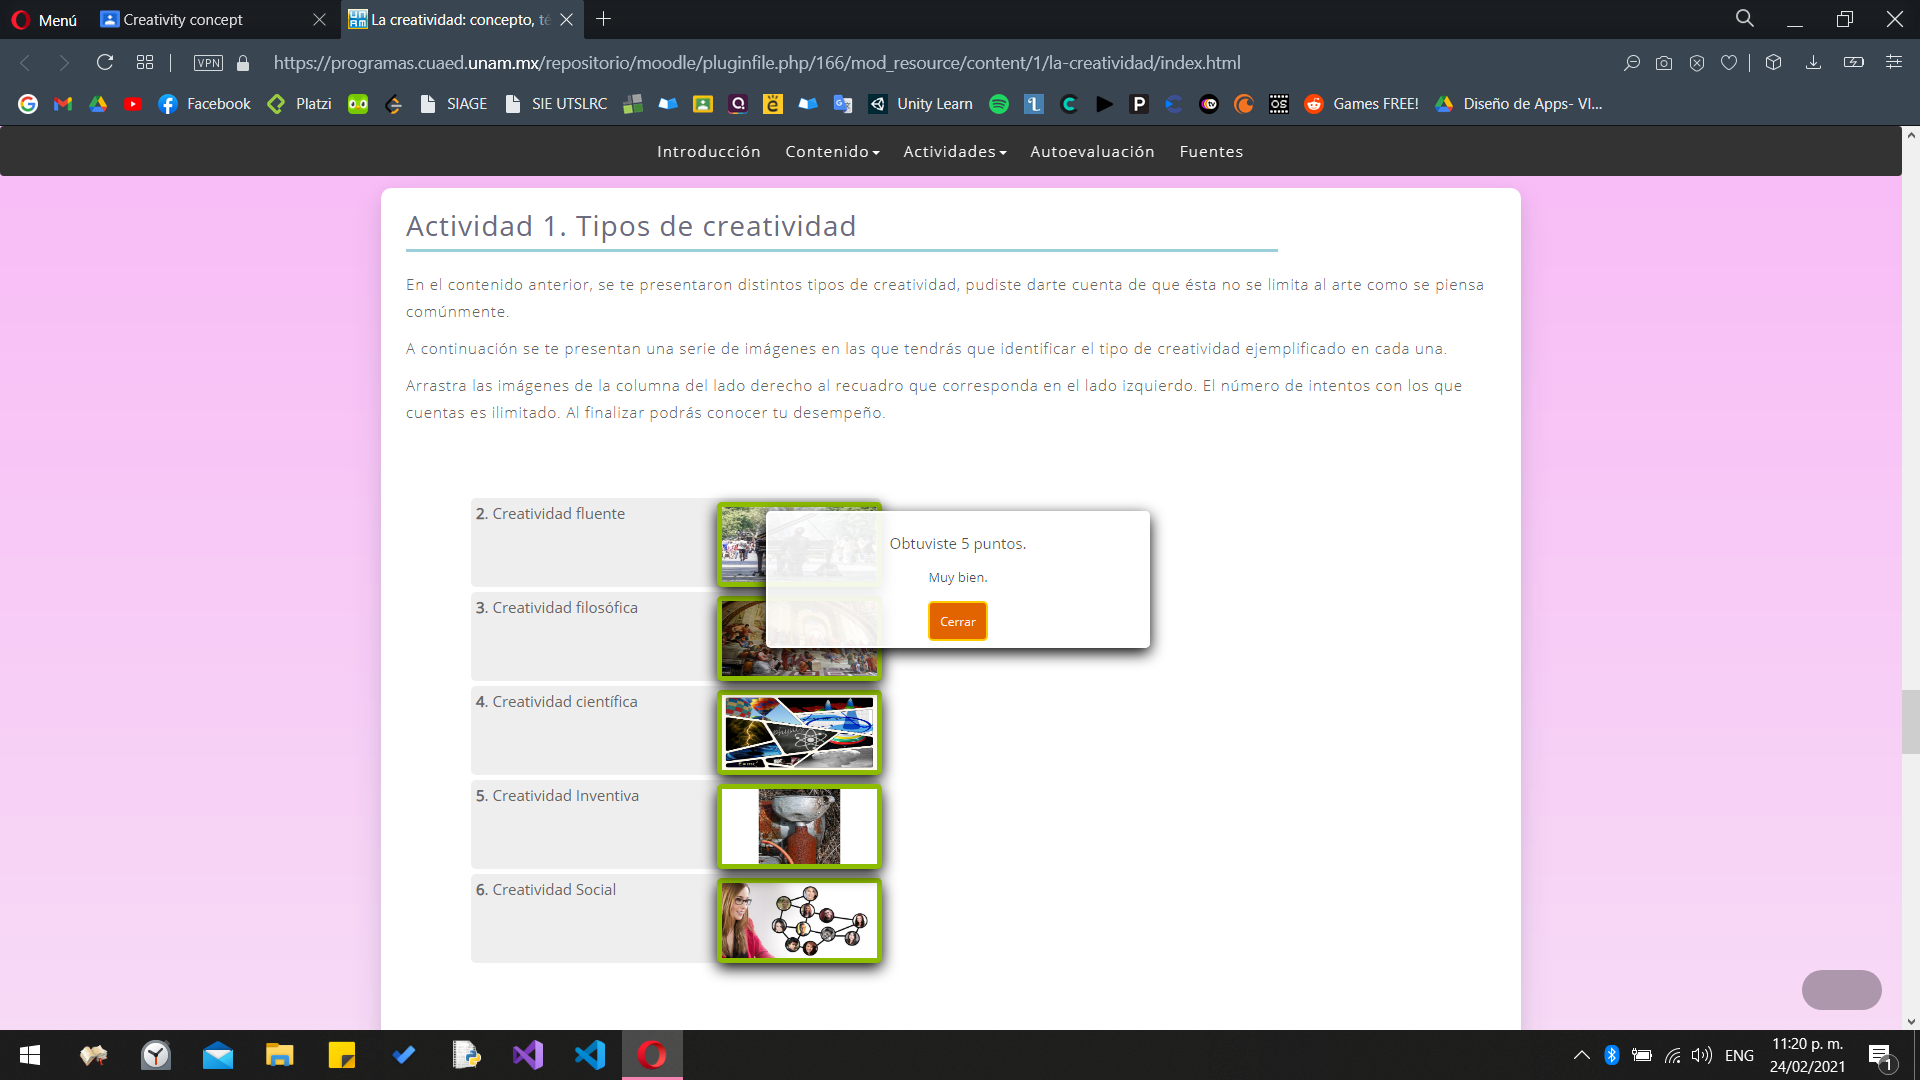 Menú
Creativity concept
La creatividad: concepto, té
VPN
https://programas.cuaed.unam.mx/repositorio/moodle/pluginfile.php/166/mod_resource/content/1/la-creatividad/index.html
Facebook
Platzi
SIAGE
SIE UTSLRC
Unity Learn
Games FREE!
Diseño de Apps- VI...
Introducción
Contenido
Actividades
Autoevaluación
Fuentes
Actividad 1. Tipos de creatividad
En el contenido anterior, se te presentaron distintos tipos de creatividad, pudiste darte cuenta de que ésta no se limita al arte como se piensa
comúnmente.
A continuación se te presentan una serie de imágenes en las que tendrás que identificar el tipo de creatividad ejemplificado en cada una.
Arrastra las imágenes de la columna del lado derecho al recuadro que corresponda en el lado izquierdo. El número de intentos con los que
cuentas es ilimitado. Al finalizar podrás conocer tu desempeño.
2. Creatividad fluente
Obtuviste 5 puntos.
Muy bien.
Cerrar
3. Creatividad filosófica
4. Creatividad científica
5. Creatividad Inventiva
6. Creatividad Social
ENG
11:20 p. m.
24/02/2021
1